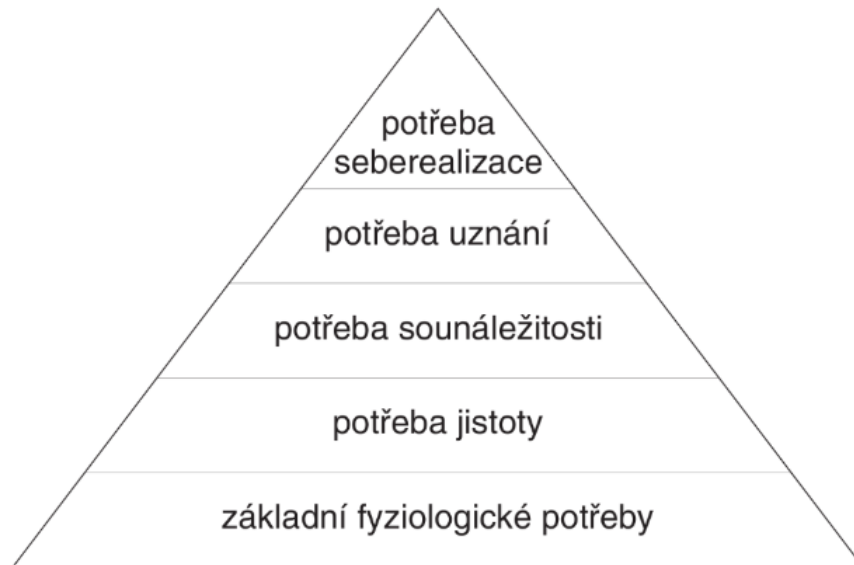 potřeba
seberealizace
potřeba uznání
potřeba sounáležitosti
potřeba jistoty
základní fyziologické potřeby